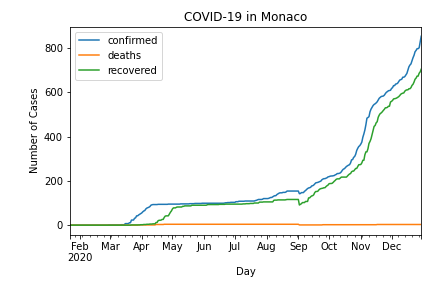 COVID-19 in Monaco
confirmed
deaths
recovered
Number of Cases
800
600
400
200
0
Feb Mar Apr May Jun Jul Aug Sep Oct Nov Dec
2020
Day